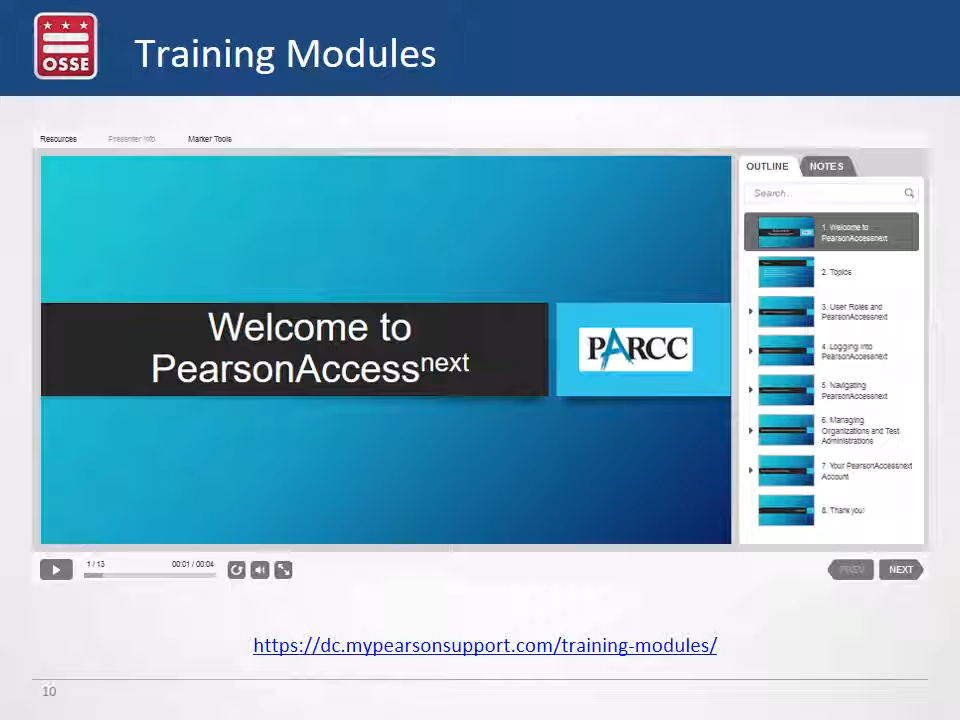 OSSE
Training Modules
Resources
Presenter Info
Marker Tools
Welcome to
PearsonAccessnext
PARCC
OUTLINE
NOTES
Search...
1. Welcome to
PearsonAccessnext
2. Topics
3. User Roles and
PearsonAccessnext
4. Logging Into
PearsonAccessnext
5. Navigating
PearsonAccessnext
6. Managing
Organizations and Test
Administrations
7. Your PearsonAccessnext
Account
8. Thank you!
1 / 13
00:01 / 00:04
PREV
NEXT
https://dc.mypearsonsupport.com/training-modules/
10